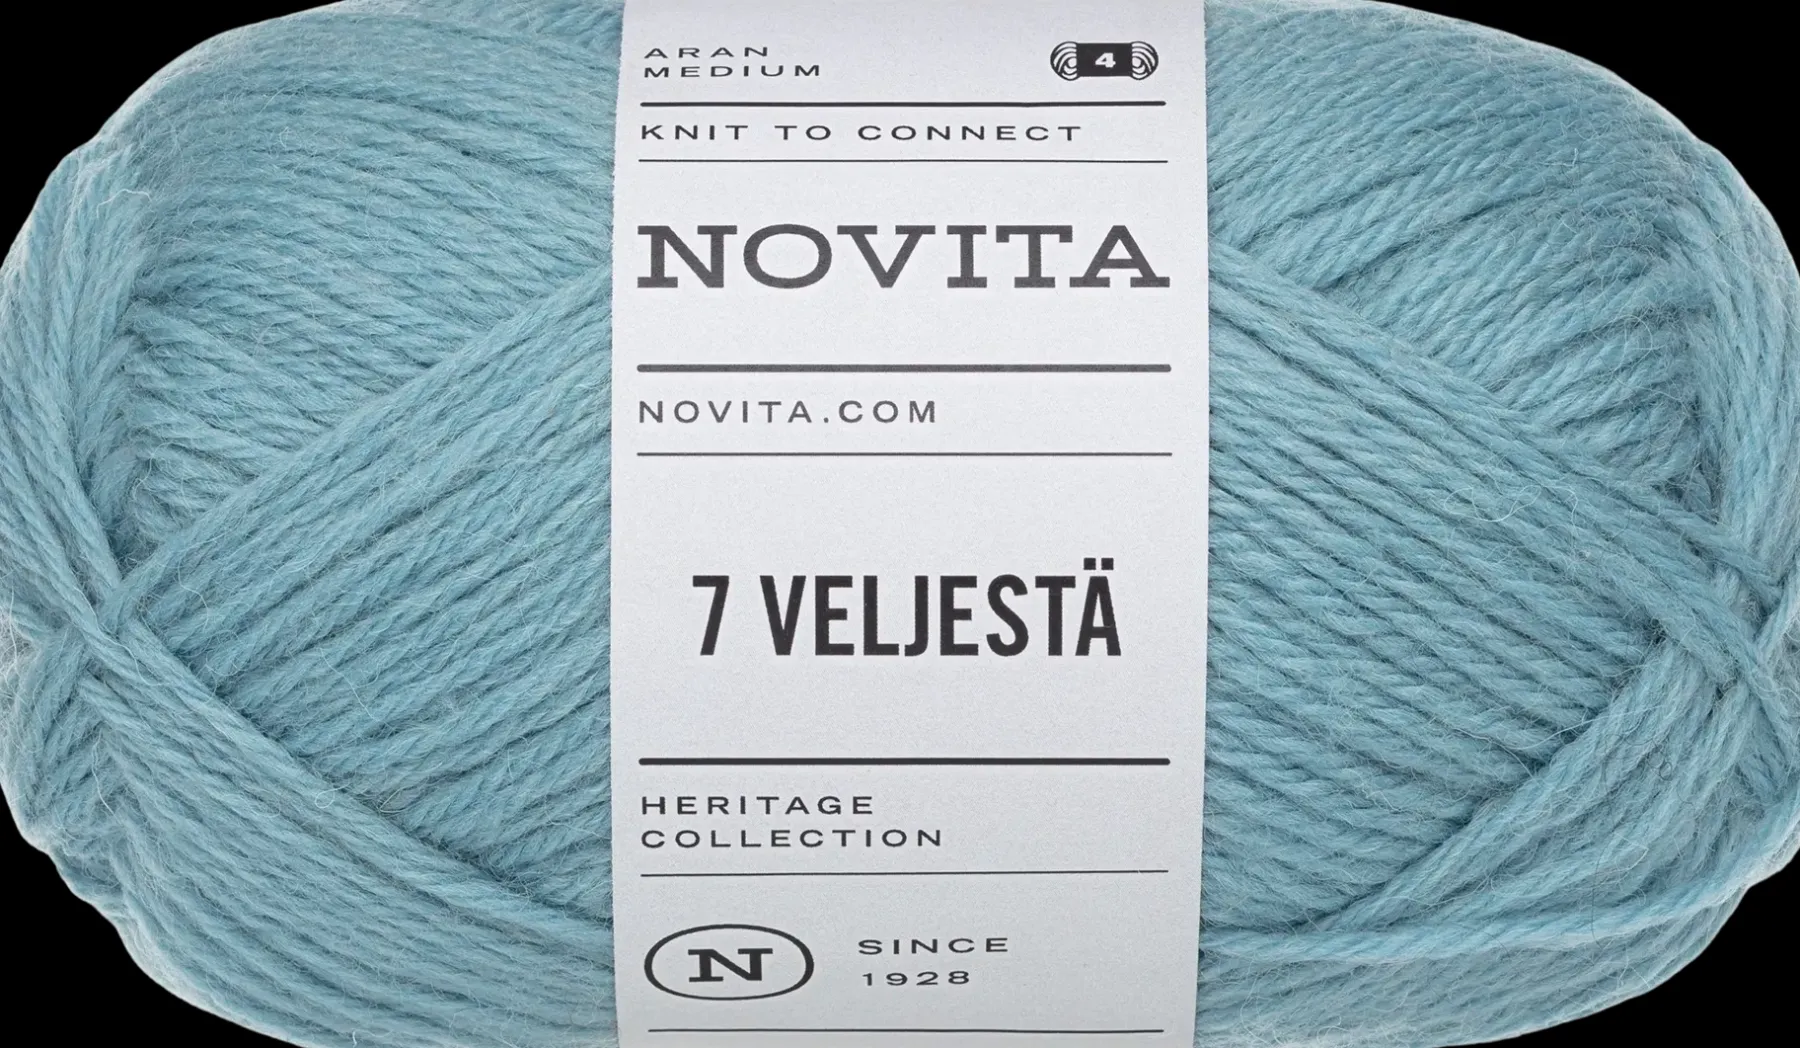 ARAN
MEDIUM
4
KNIT TO CONNECT
NOVITA
NOVITA.COM
7 VELJESTÄ
HERITAGE
COLLECTION
N
SINCE
1928